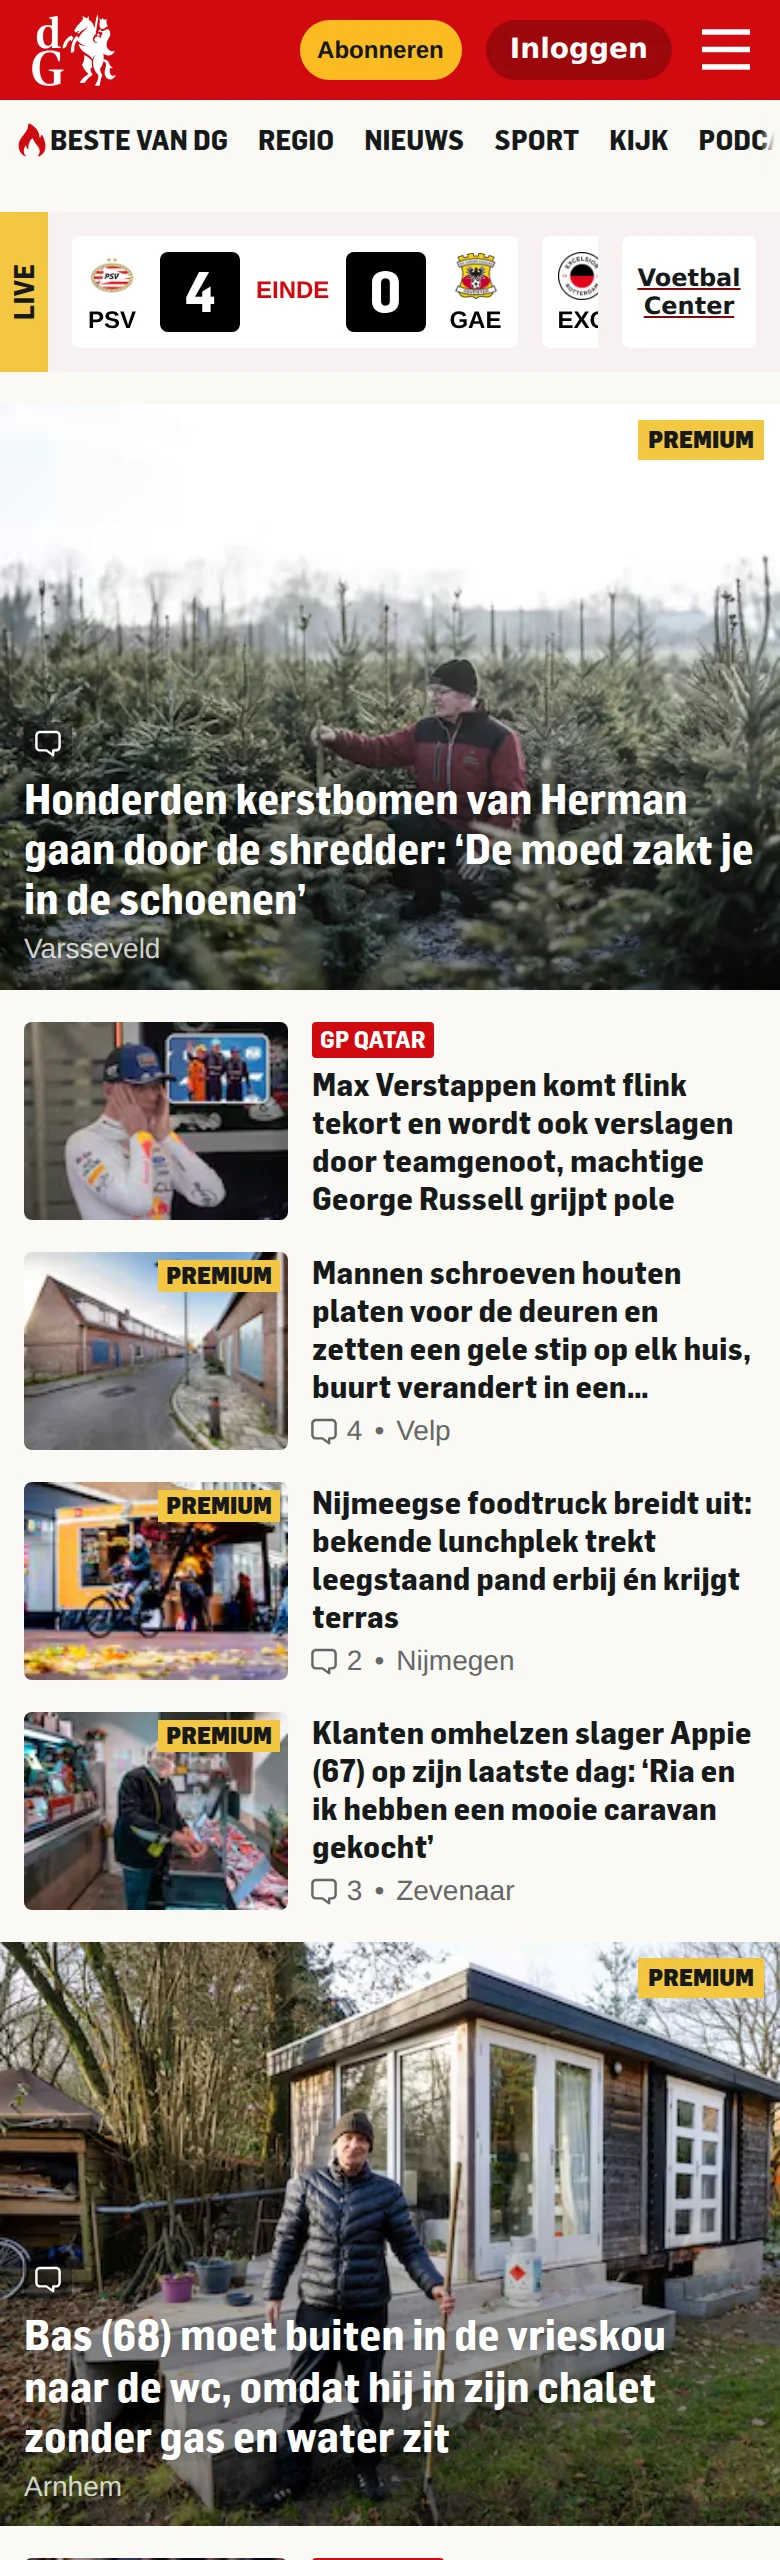 dG
Abonneren
Inloggen
BESTE VAN DG
REGIO
NIEUWS
SPORT
KIJK
PODCA
LIVE
PSV
PSV
4
EINDE
0
GAE
EXCELSIOR
ROTTERDAM
EXC
Voetbal
Center
PREMIUM
Honderden kerstbomen van Herman
gaan door de shredder: ‘De moed zakt je
in de schoenen’
Varsseveld
GP QATAR
Max Verstappen komt flink
tekort en wordt ook verslagen
door teamgenoot, machtige
George Russell grijpt pole
PREMIUM
Mannen schroeven houten
platen voor de deuren en
zetten een gele stip op elk huis,
buurt verandert in een...
4 • Velp
PREMIUM
Nijmeegse foodtruck breidt uit:
bekende lunchplek trekt
leegstaand pand erbij én krijgt
terras
2 • Nijmegen
PREMIUM
Klanten omhelzen slager Appie
(67) op zijn laatste dag: ‘Ria en
ik hebben een mooie caravan
gekocht’
3 • Zevenaar
PREMIUM
Bas (68) moet buiten in de vrieskou
naar de wc, omdat hij in zijn chalet
zonder gas en water zit
Arnhem